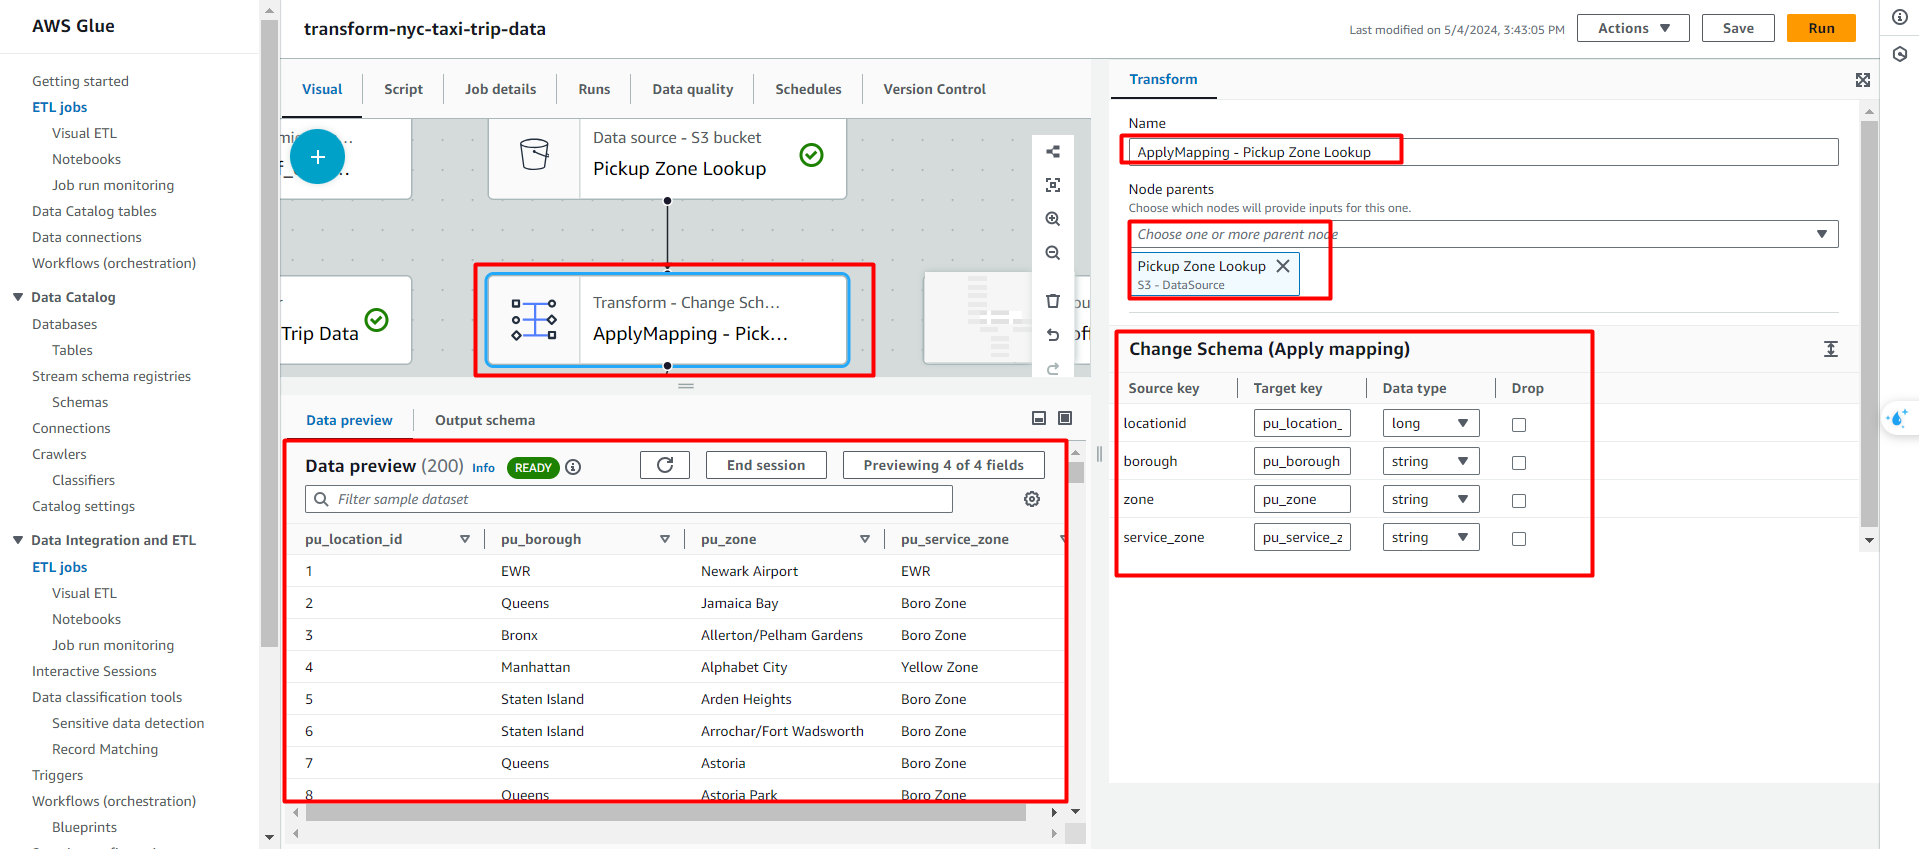 AWS Glue
Getting started
ETL jobs
Visual ETL
Notebooks
Job run monitoring
Data Catalog tables
Data connections
Workflows (orchestration)
Data Catalog
Databases
Tables
Stream schema registries
Schemas
Connections
Crawlers
Classifiers
Catalog settings
Data Integration and ETL
ETL jobs
Visual ETL
Notebooks
Job run monitoring
Interactive Sessions
Data classification tools
Sensitive data detection
Record Matching
Triggers
Workflows (orchestration)
Blueprints
transform-nyc-taxi-trip-data
Last modified on 5/4/2024, 3:43:05 PM
Actions
Save
Run
Visual
Script
Job details
Runs
Data quality
Schedules
Version Control
Data source - S3 bucket
Pickup Zone Lookup
Trip Data
Transform - Change Sch...
ApplyMapping - Pick...
Data preview
Output schema
Data preview (200) Info READY
End session
Previewing 4 of 4 fields
Filter sample dataset
pu_location_id pu_borough pu_zone pu_service_zone
1 EWR Newark Airport EWR
2 Queens Jamaica Bay Boro Zone
3 Bronx Allerton/Pelham Gardens Boro Zone
4 Manhattan Alphabet City Yellow Zone
5 Staten Island Arden Heights Boro Zone
6 Staten Island Arrochar/Fort Wadsworth Boro Zone
7 Queens Astoria Boro Zone
8 Queens Astoria Park Boro Zone
Transform
Name
ApplyMapping - Pickup Zone Lookup
Node parents
Choose which nodes will provide inputs for this one.
Choose one or more parent node
Pickup Zone Lookup
S3 - DataSource
Change Schema (Apply mapping)
Source key Target key Data type Drop
locationid pu_location_ long
borough pu_borough string
zone pu_zone string
service_zone pu_service_z string